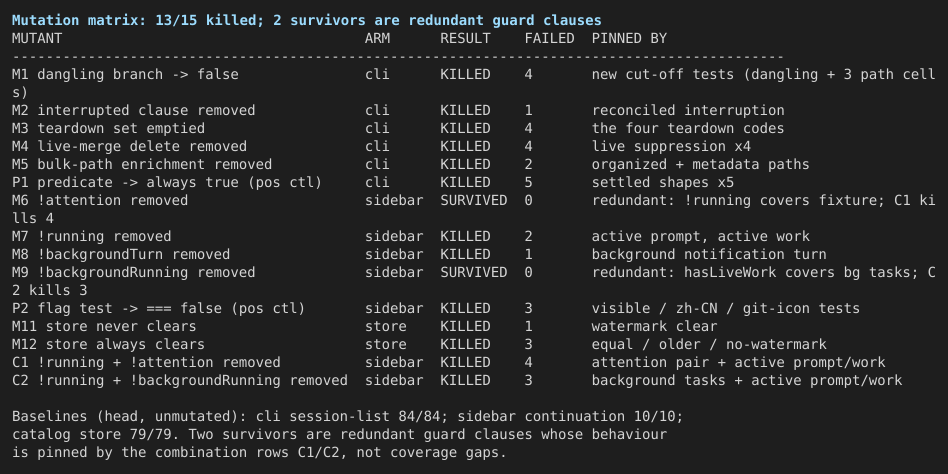 Mutation matrix: 13/15 killed; 2 survivors are redundant guard clauses
MUTANT                                    ARM      RESULT    FAILED  PINNED BY
--------------------------------------------------------------------------------------------
M1 dangling branch -> false               cli      KILLED    4       new cut-off tests (dangling + 3 path cell
s)
M2 interrupted clause removed             cli      KILLED    1       reconciled interruption
M3 teardown set emptied                   cli      KILLED    4       the four teardown codes
M4 live-merge delete removed              cli      KILLED    4       live suppression x4
M5 bulk-path enrichment removed           cli      KILLED    2       organized + metadata paths
P1 predicate -> always true (pos ctl)     cli      KILLED    5       settled shapes x5
M6 !attention removed                     sidebar  SURVIVED  0       redundant: !running covers fixture; C1 ki
lls 4
M7 !running removed                       sidebar  KILLED    2       active prompt, active work
M8 !backgroundTurn removed                sidebar  KILLED    1       background notification turn
M9 !backgroundRunning removed             sidebar  SURVIVED  0       redundant: hasLiveWork covers bg tasks; C
2 kills 3
P2 flag test -> === false (pos ctl)       sidebar  KILLED    3       visible / zh-CN / git-icon tests
M11 store never clears                    store    KILLED    1       watermark clear
M12 store always clears                   store    KILLED    3       equal / older / no-watermark
C1 !running + !attention removed          sidebar  KILLED    4       attention pair + active prompt/work
C2 !running + !backgroundRunning removed  sidebar  KILLED    3       background tasks + active prompt/work
Baselines (head, unmutated): cli session-list 84/84; sidebar continuation 10/10;
catalog store 79/79. Two survivors are redundant guard clauses whose behaviour
is pinned by the combination rows C1/C2, not coverage gaps.